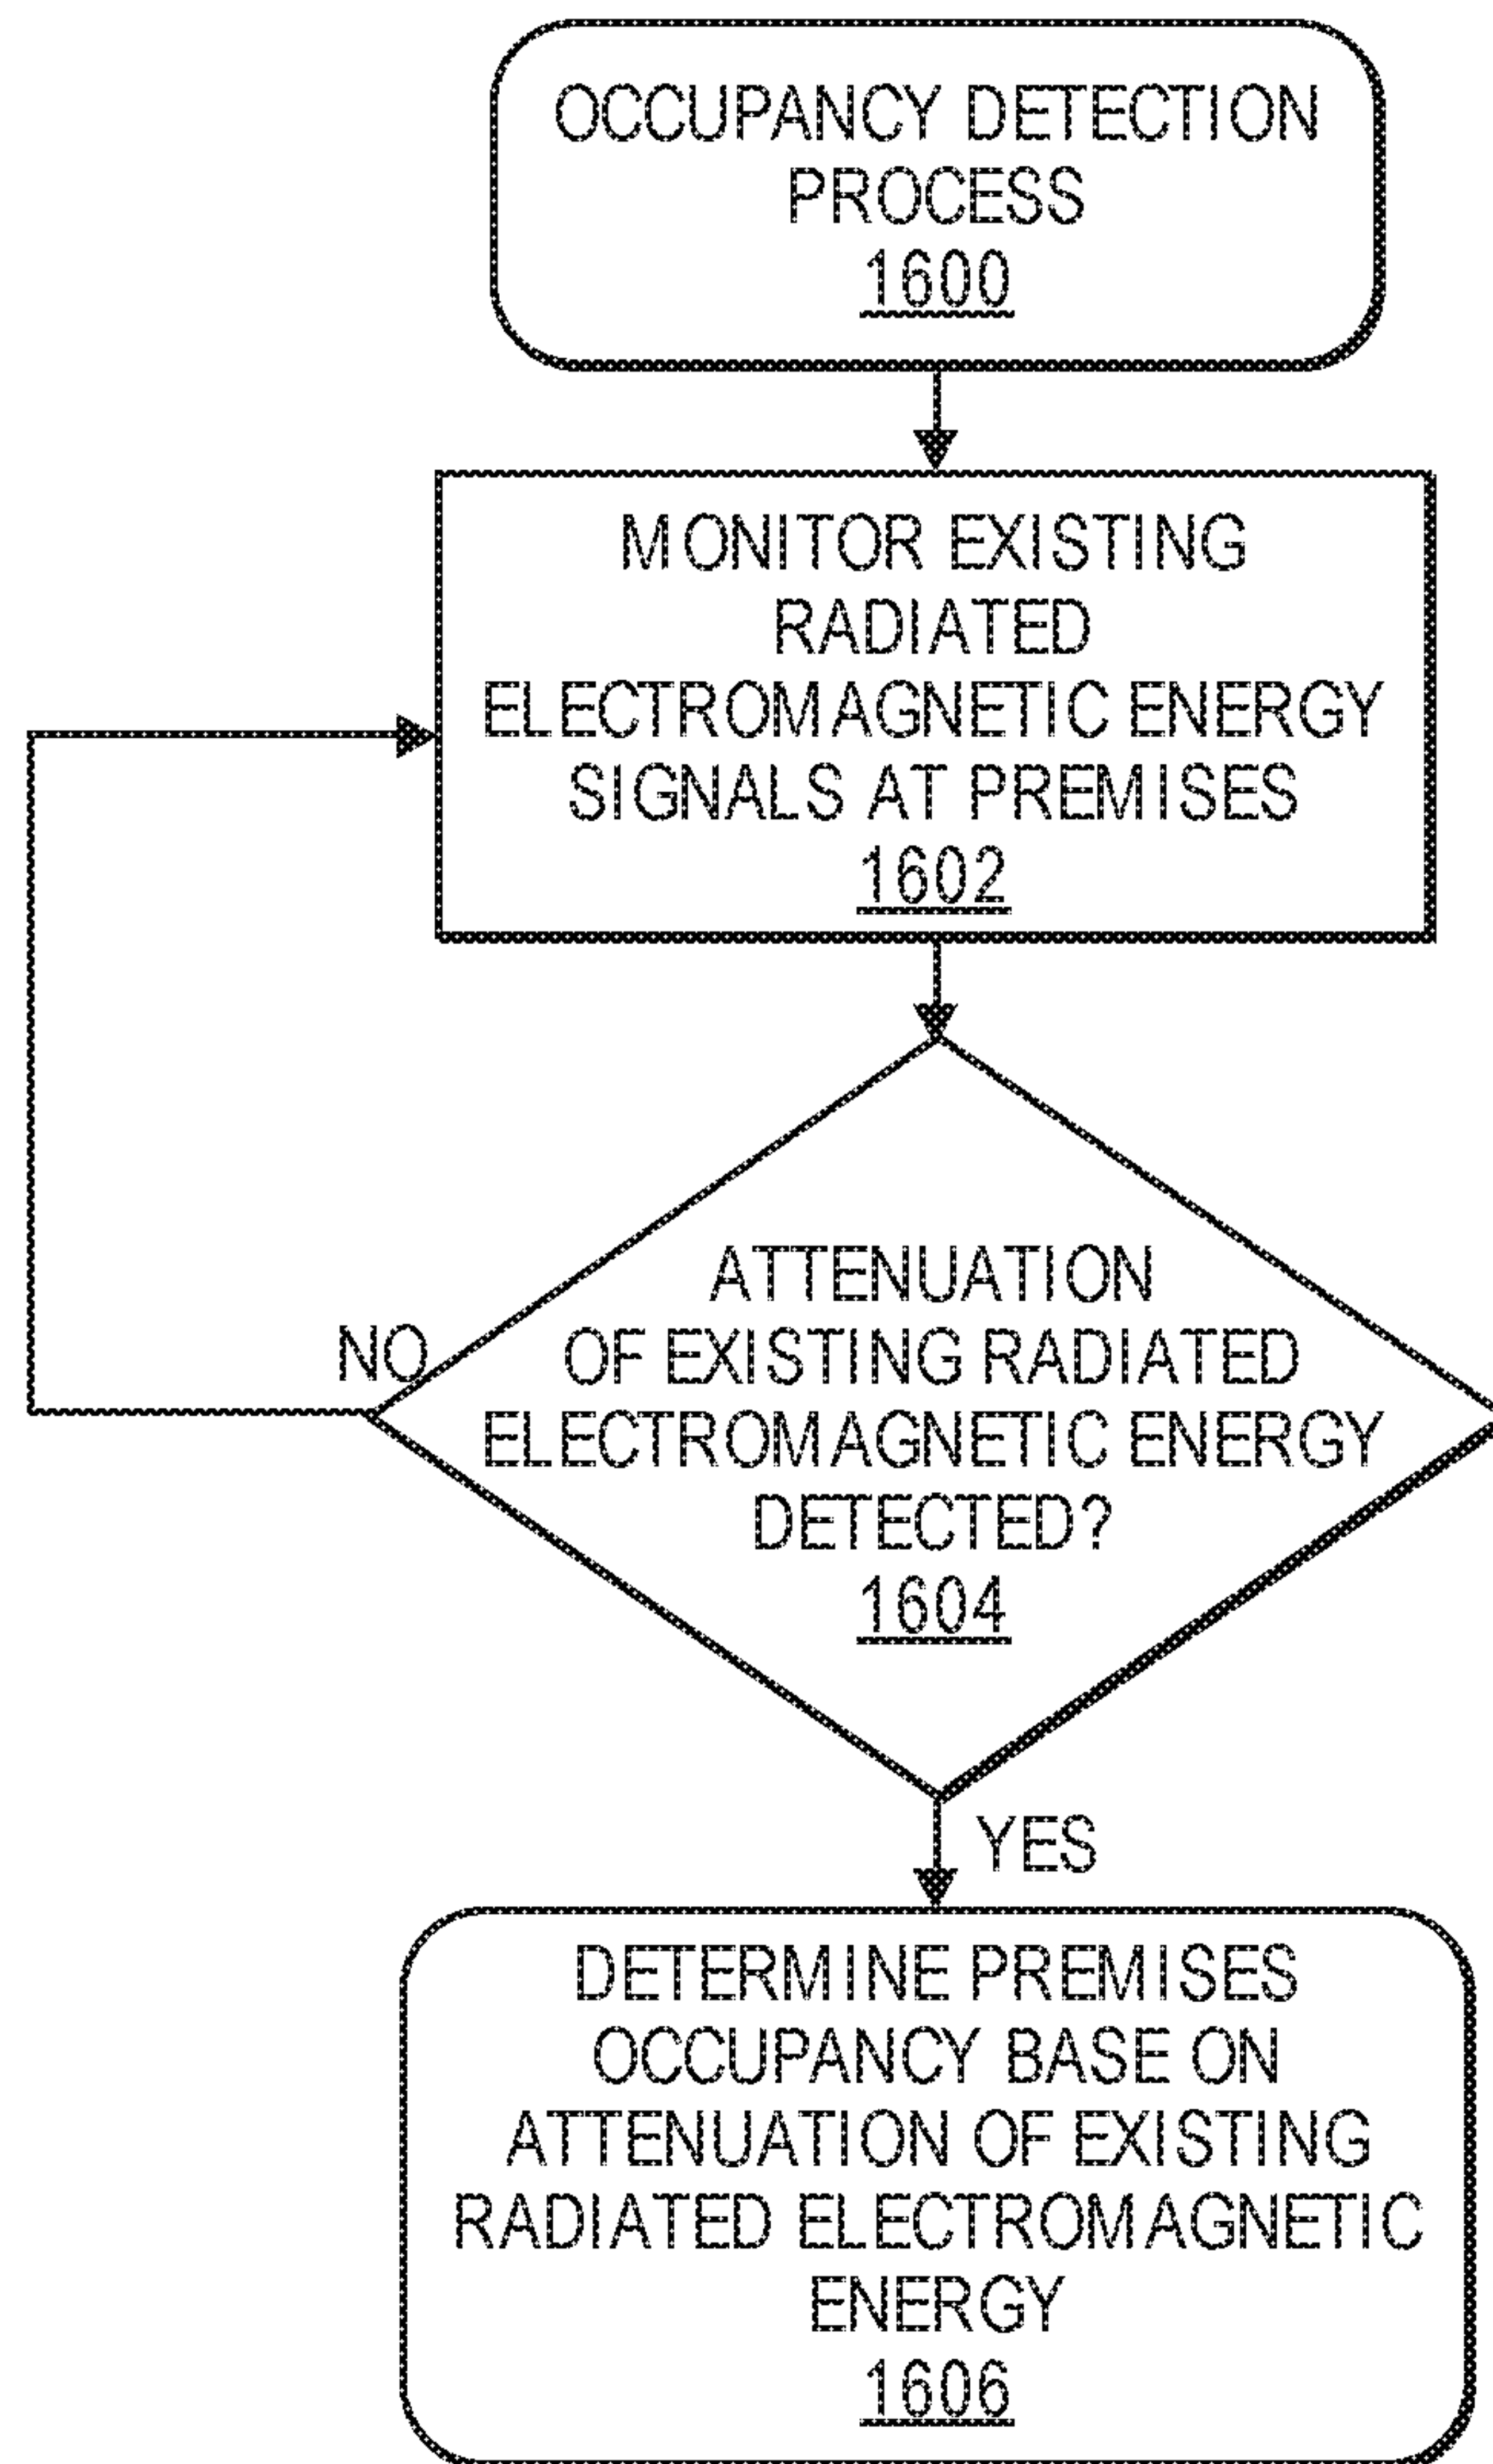 OCCUPANCY DETECTION
PROCESS
1600
MONITOR EXISTING
RADIATED
ELECTROMAGNETIC ENERGY
SIGNALS AT PREMISES
1602
ATTENUATION
NO
OF EXISTING RADIATED
ELECTROMAGNETIC ENERGY
DETECTED?
1604
YES
DETERMINE PREMISES
OCCUPANCY BASE ON
ATTENUATION OF EXISTING
RADIATED ELECTROMAGNETIC
ENERGY
1606